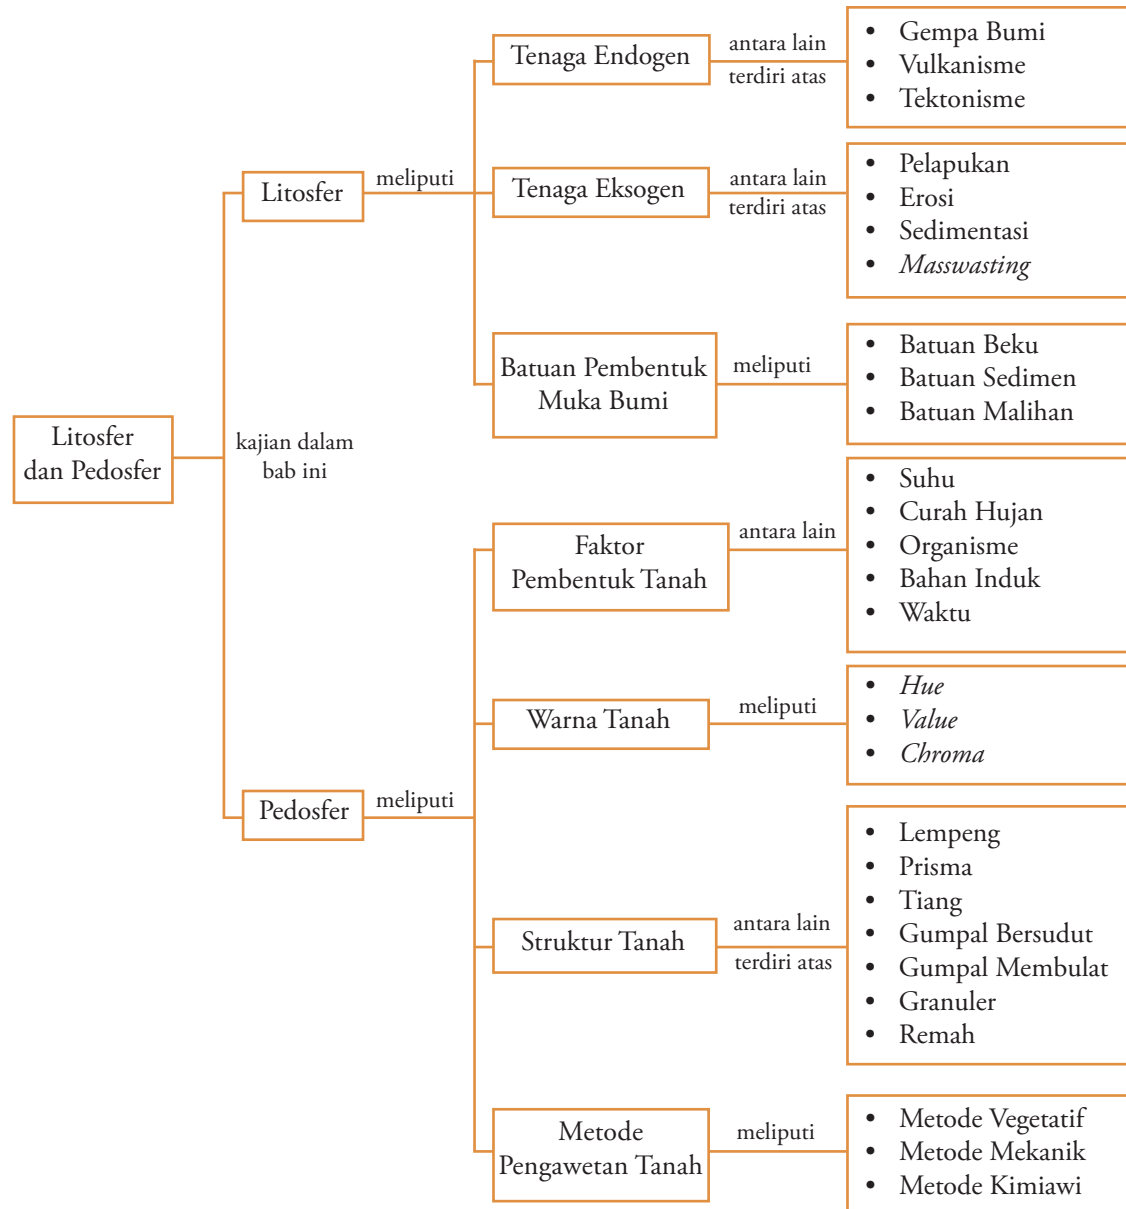 Litosfer
dan Pedosfer
kajian dalam
bab ini
Litosfer
meliputi
Tenaga Endogen
antara lain
terdiri atas
• Gempa Bumi
• Vulkanisme
• Tektonisme
Tenaga Eksogen
antara lain
terdiri atas
• Pelapukan
• Erosi
• Sedimentasi
• Masswasting
Batuan Pembentuk
Muka Bumi
meliputi
• Batuan Beku
• Batuan Sedimen
• Batuan Malihan
Pedosfer
meliputi
Faktor
Pembentuk Tanah
antara lain
• Suhu
• Curah Hujan
• Organisme
• Bahan Induk
• Waktu
Warna Tanah
meliputi
• Hue
• Value
• Chroma
Struktur Tanah
antara lain
terdiri atas
• Lempeng
• Prisma
• Tiang
• Gumpal Bersudut
• Gumpal Membulat
• Granuler
• Remah
Metode
Pengawetan Tanah
meliputi
• Metode Vegetatif
• Metode Mekanik
• Metode Kimiawi